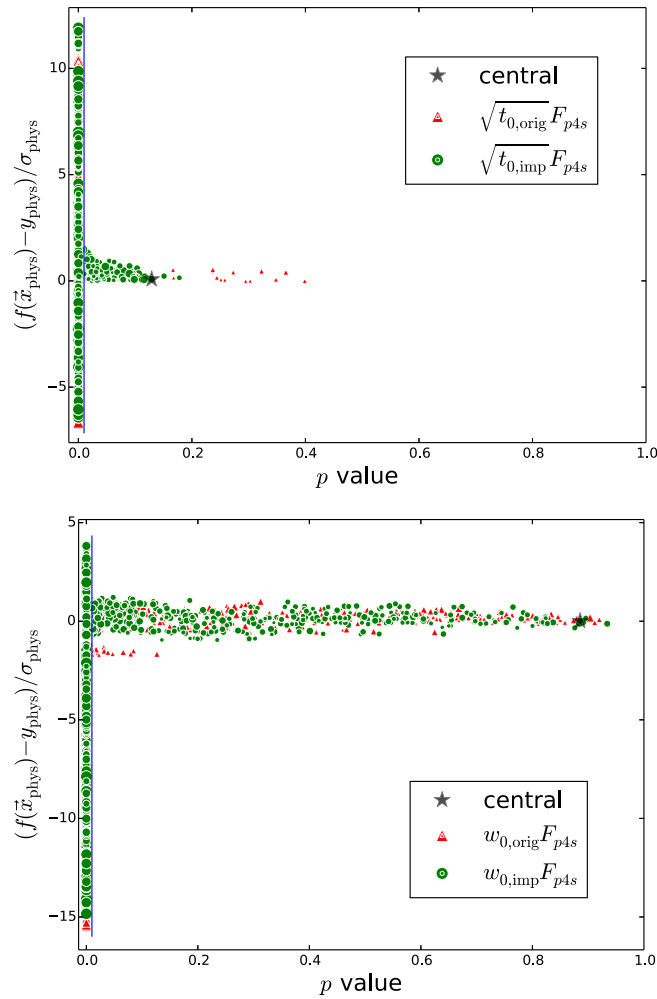 10
5
0
−5
0.0 0.2 0.4 0.6 0.8 1.0
p value
(f(x⃗_phys)−y_phys)/σ_phys
central
√t_0,orig F_p4s
√t_0,imp F_p4s
5
0
−5
−10
−15
0.0 0.2 0.4 0.6 0.8 1.0
p value
(f(x⃗_phys)−y_phys)/σ_phys
central
w_0,orig F_p4s
w_0,imp F_p4s